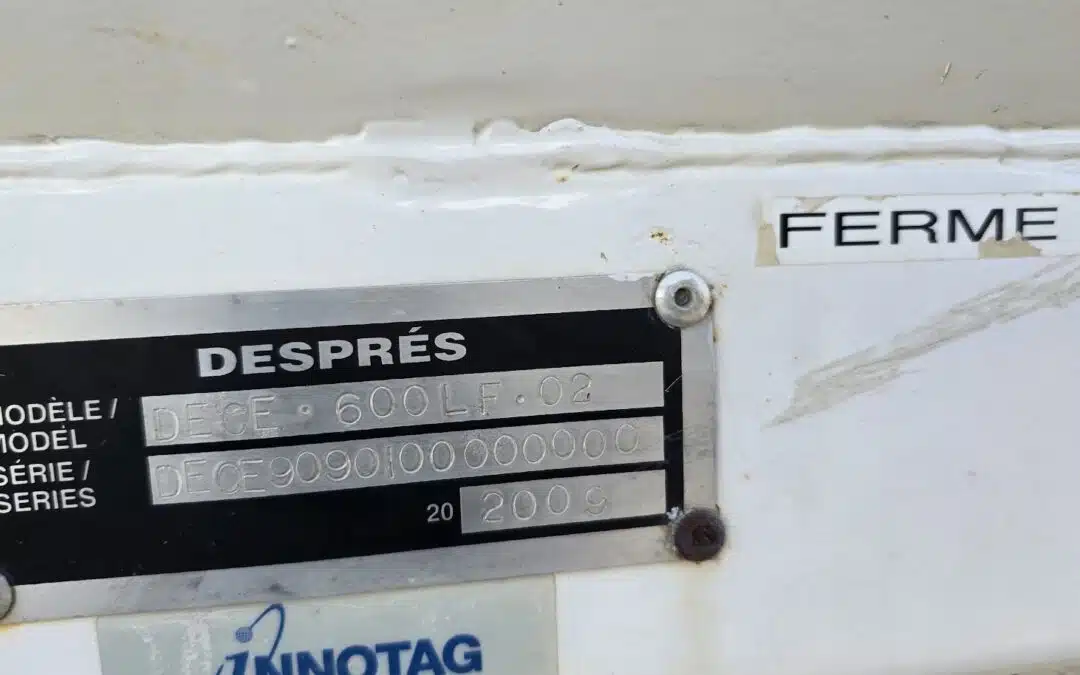 FERME
DESPRÉS
MODÈLE / DECE • 600LF•02
MODEL
SÉRIE / DECE9090100000000
SERIES
20 2009
INNOTAG